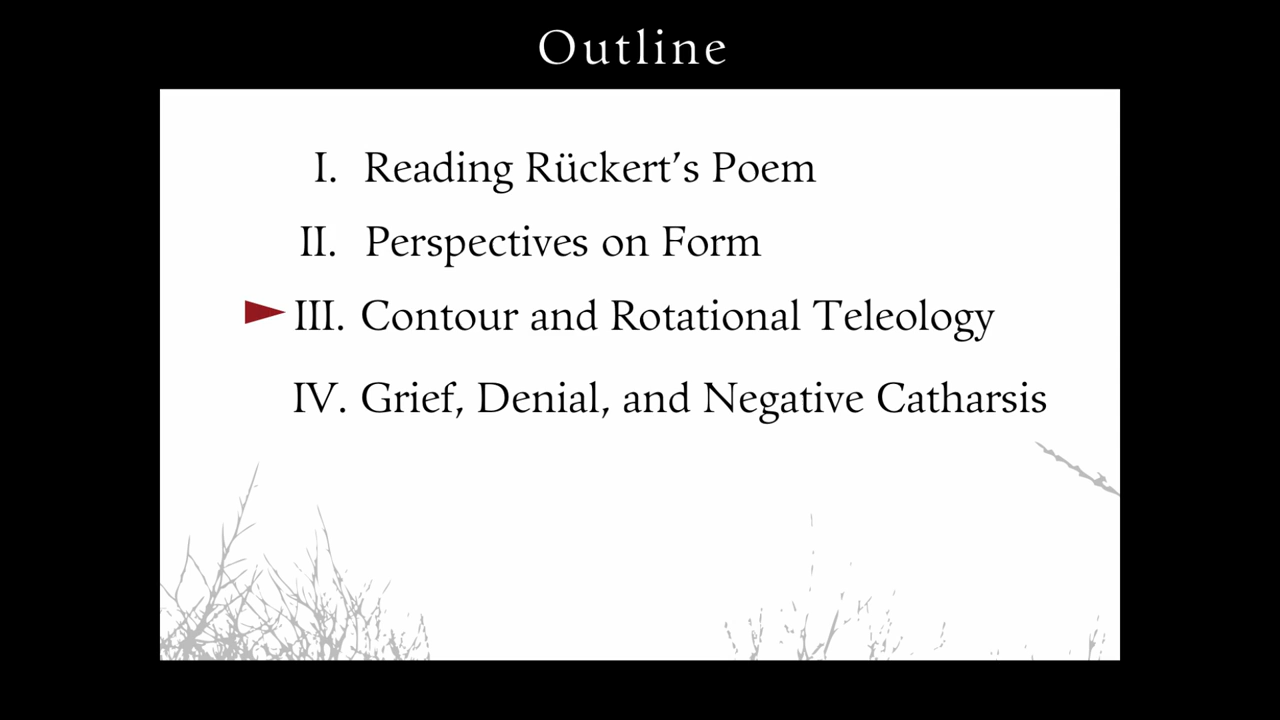 Outline
I. Reading Rückert’s Poem
II. Perspectives on Form
III. Contour and Rotational Teleology
IV. Grief, Denial, and Negative Catharsis